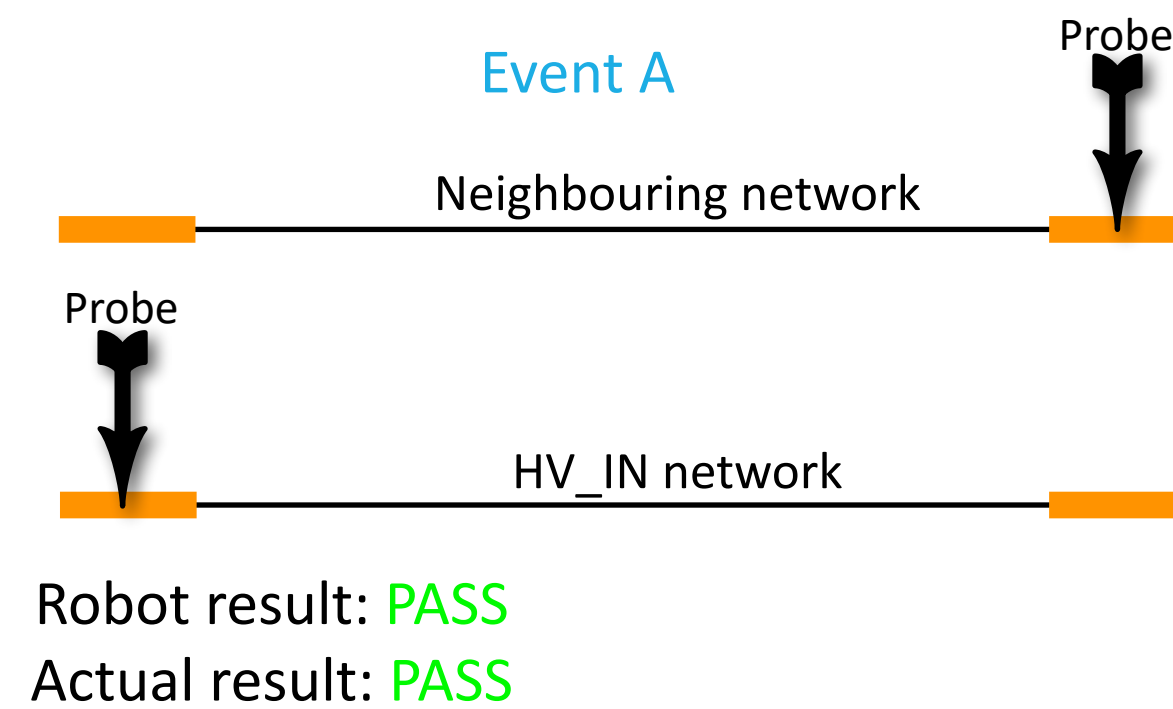 Probe
Event A
Neighbouring network
Probe
HV_IN network
Robot result: PASS
Actual result: PASS